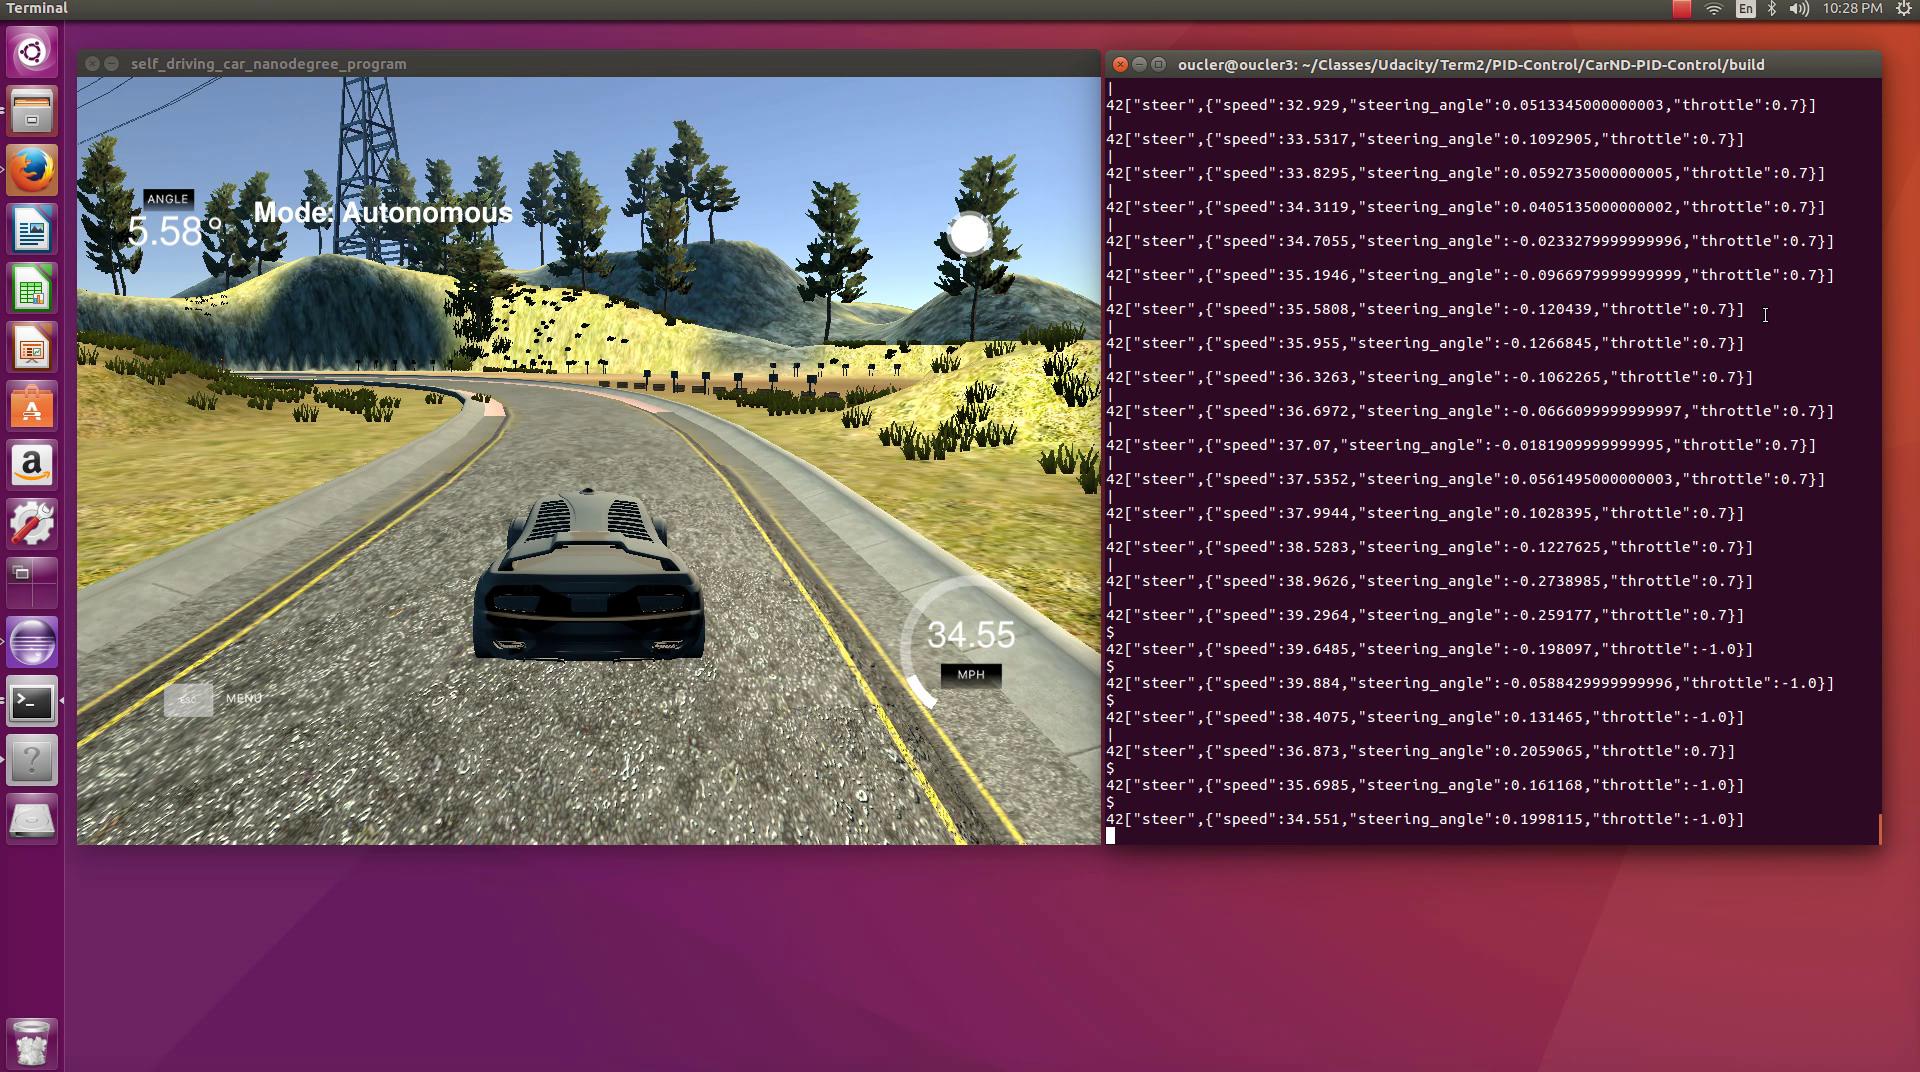 Terminal
En
10:28 PM
self_driving_car_nanodegree_program
ANGLE
5.58°
Mode: Autonomous
34.55
MPH
ESC
MENU
a
>_
?
oucler@oucler3: ~/Classes/Udacity/Term2/PID-Control/CarND-PID-Control/build
|
42["steer",{"speed":32.929,"steering_angle":0.0513345000000003,"throttle":0.7}]
|
42["steer",{"speed":33.5317,"steering_angle":0.1092905,"throttle":0.7}]
|
42["steer",{"speed":33.8295,"steering_angle":0.0592735000000005,"throttle":0.7}]
|
42["steer",{"speed":34.3119,"steering_angle":0.0405135000000002,"throttle":0.7}]
|
42["steer",{"speed":34.7055,"steering_angle":-0.0233279999999996,"throttle":0.7}]
|
42["steer",{"speed":35.1946,"steering_angle":-0.0966979999999999,"throttle":0.7}]
|
42["steer",{"speed":35.5808,"steering_angle":-0.120439,"throttle":0.7}]
|
42["steer",{"speed":35.955,"steering_angle":-0.1266845,"throttle":0.7}]
|
42["steer",{"speed":36.3263,"steering_angle":-0.1062265,"throttle":0.7}]
|
42["steer",{"speed":36.6972,"steering_angle":-0.0666099999999997,"throttle":0.7}]
|
42["steer",{"speed":37.07,"steering_angle":-0.0181909999999995,"throttle":0.7}]
|
42["steer",{"speed":37.5352,"steering_angle":0.0561495000000003,"throttle":0.7}]
|
42["steer",{"speed":37.9944,"steering_angle":0.1028395,"throttle":0.7}]
|
42["steer",{"speed":38.5283,"steering_angle":-0.1227625,"throttle":0.7}]
|
42["steer",{"speed":38.9626,"steering_angle":-0.2738985,"throttle":0.7}]
|
42["steer",{"speed":39.2964,"steering_angle":-0.259177,"throttle":0.7}]
$
42["steer",{"speed":39.6485,"steering_angle":-0.198097,"throttle":-1.0}]
$
42["steer",{"speed":39.884,"steering_angle":-0.0588429999999996,"throttle":-1.0}]
$
42["steer",{"speed":38.4075,"steering_angle":0.131465,"throttle":-1.0}]
|
42["steer",{"speed":36.873,"steering_angle":0.2059065,"throttle":0.7}]
$
42["steer",{"speed":35.6985,"steering_angle":0.161168,"throttle":-1.0}]
$
42["steer",{"speed":34.551,"steering_angle":0.1998115,"throttle":-1.0}]